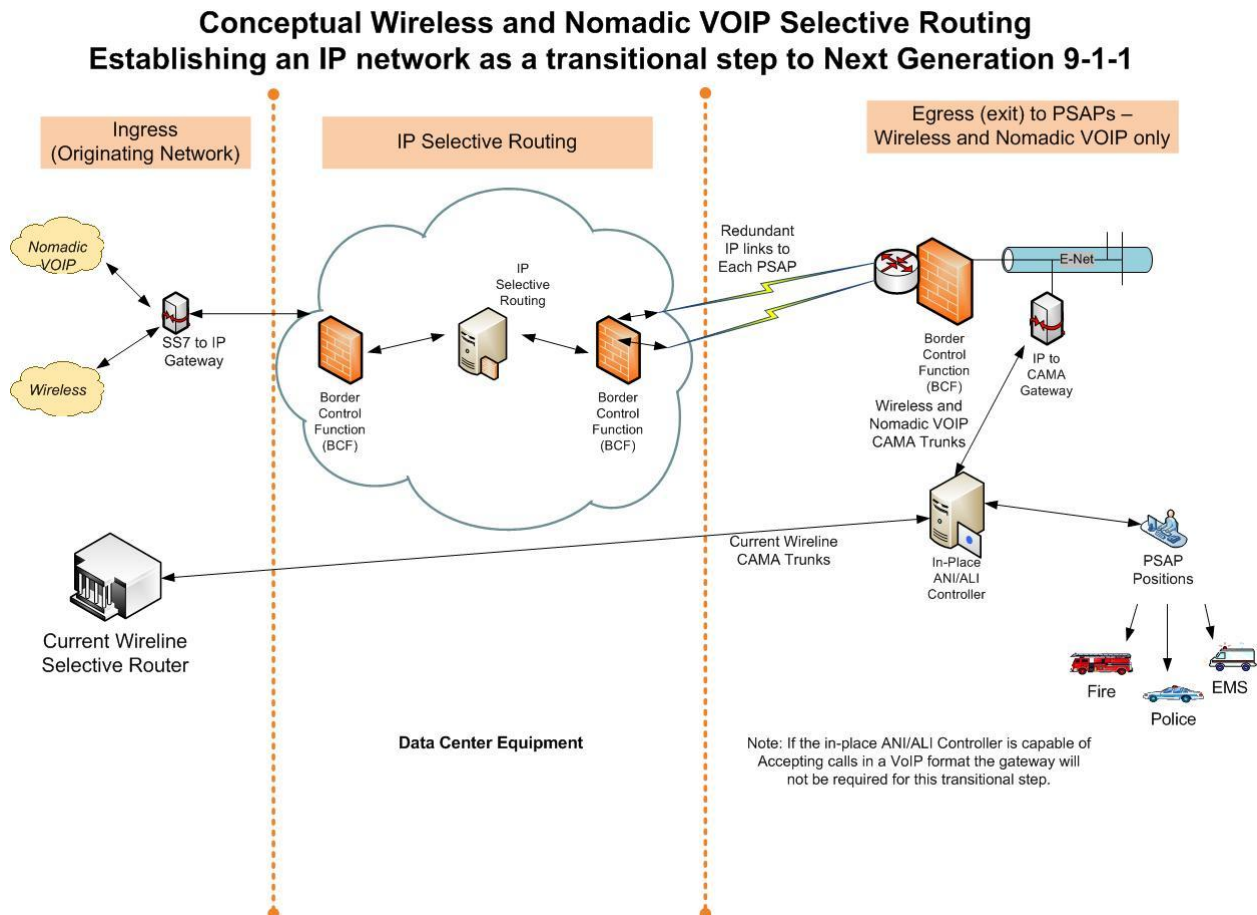 Conceptual Wireless and Nomadic VOIP Selective Routing
Establishing an IP network as a transitional step to Next Generation 9-1-1
Ingress
(Originating Network)
IP Selective Routing
Egress (exit) to PSAPs –
Wireless and Nomadic VOIP only
Nomadic
VOIP
Wireless
SS7 to IP
Gateway
Border
Control
Function
(BCF)
IP
Selective
Routing
Border
Control
Function
(BCF)
Redundant
IP links to
Each PSAP
E-Net
Border
Control
Function
(BCF)
IP to
CAMA
Gateway
Wireless and
Nomadic VOIP
CAMA Trunks
Current Wireline
CAMA Trunks
In-Place
ANI/ALI
Controller
PSAP
Positions
Current Wireline
Selective Router
Fire
Police
EMS
Data Center Equipment
Note: If the in-place ANI/ALI Controller is capable of
Accepting calls in a VoIP format the gateway will
not be required for this transitional step.